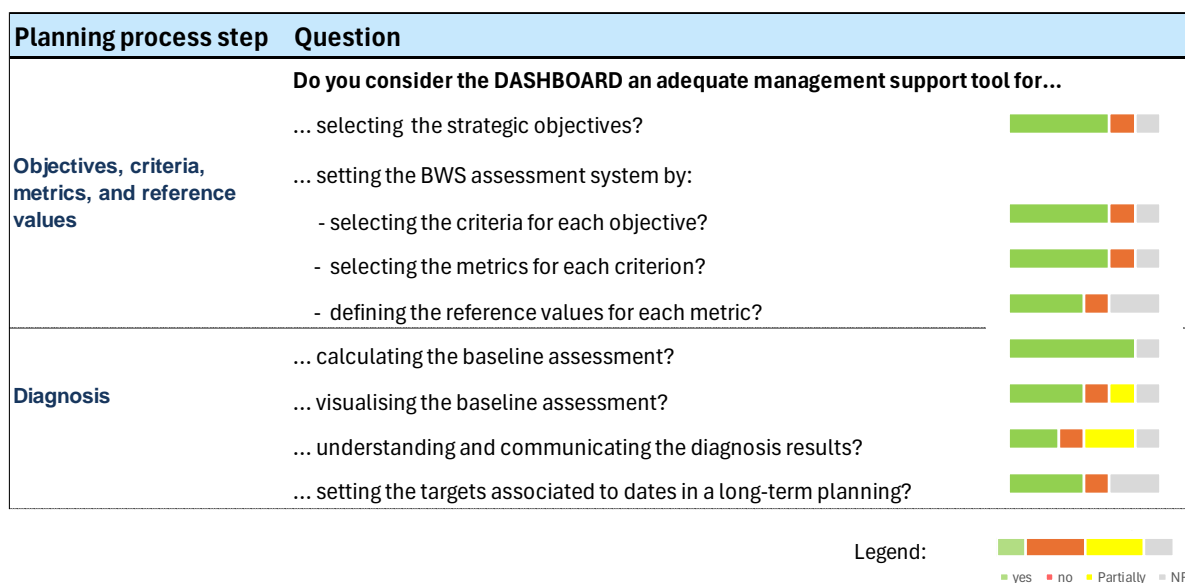 Planning process step Question
Do you consider the DASHBOARD an adequate management support tool for...
... selecting the strategic objectives?
Objectives, criteria,
metrics, and reference
values
... setting the BWS assessment system by:
- selecting the criteria for each objective?
- selecting the metrics for each criterion?
- defining the reference values for each metric?
... calculating the baseline assessment?
Diagnosis
... visualising the baseline assessment?
... understanding and communicating the diagnosis results?
... setting the targets associated to dates in a long-term planning?
Legend:
yes no Partially